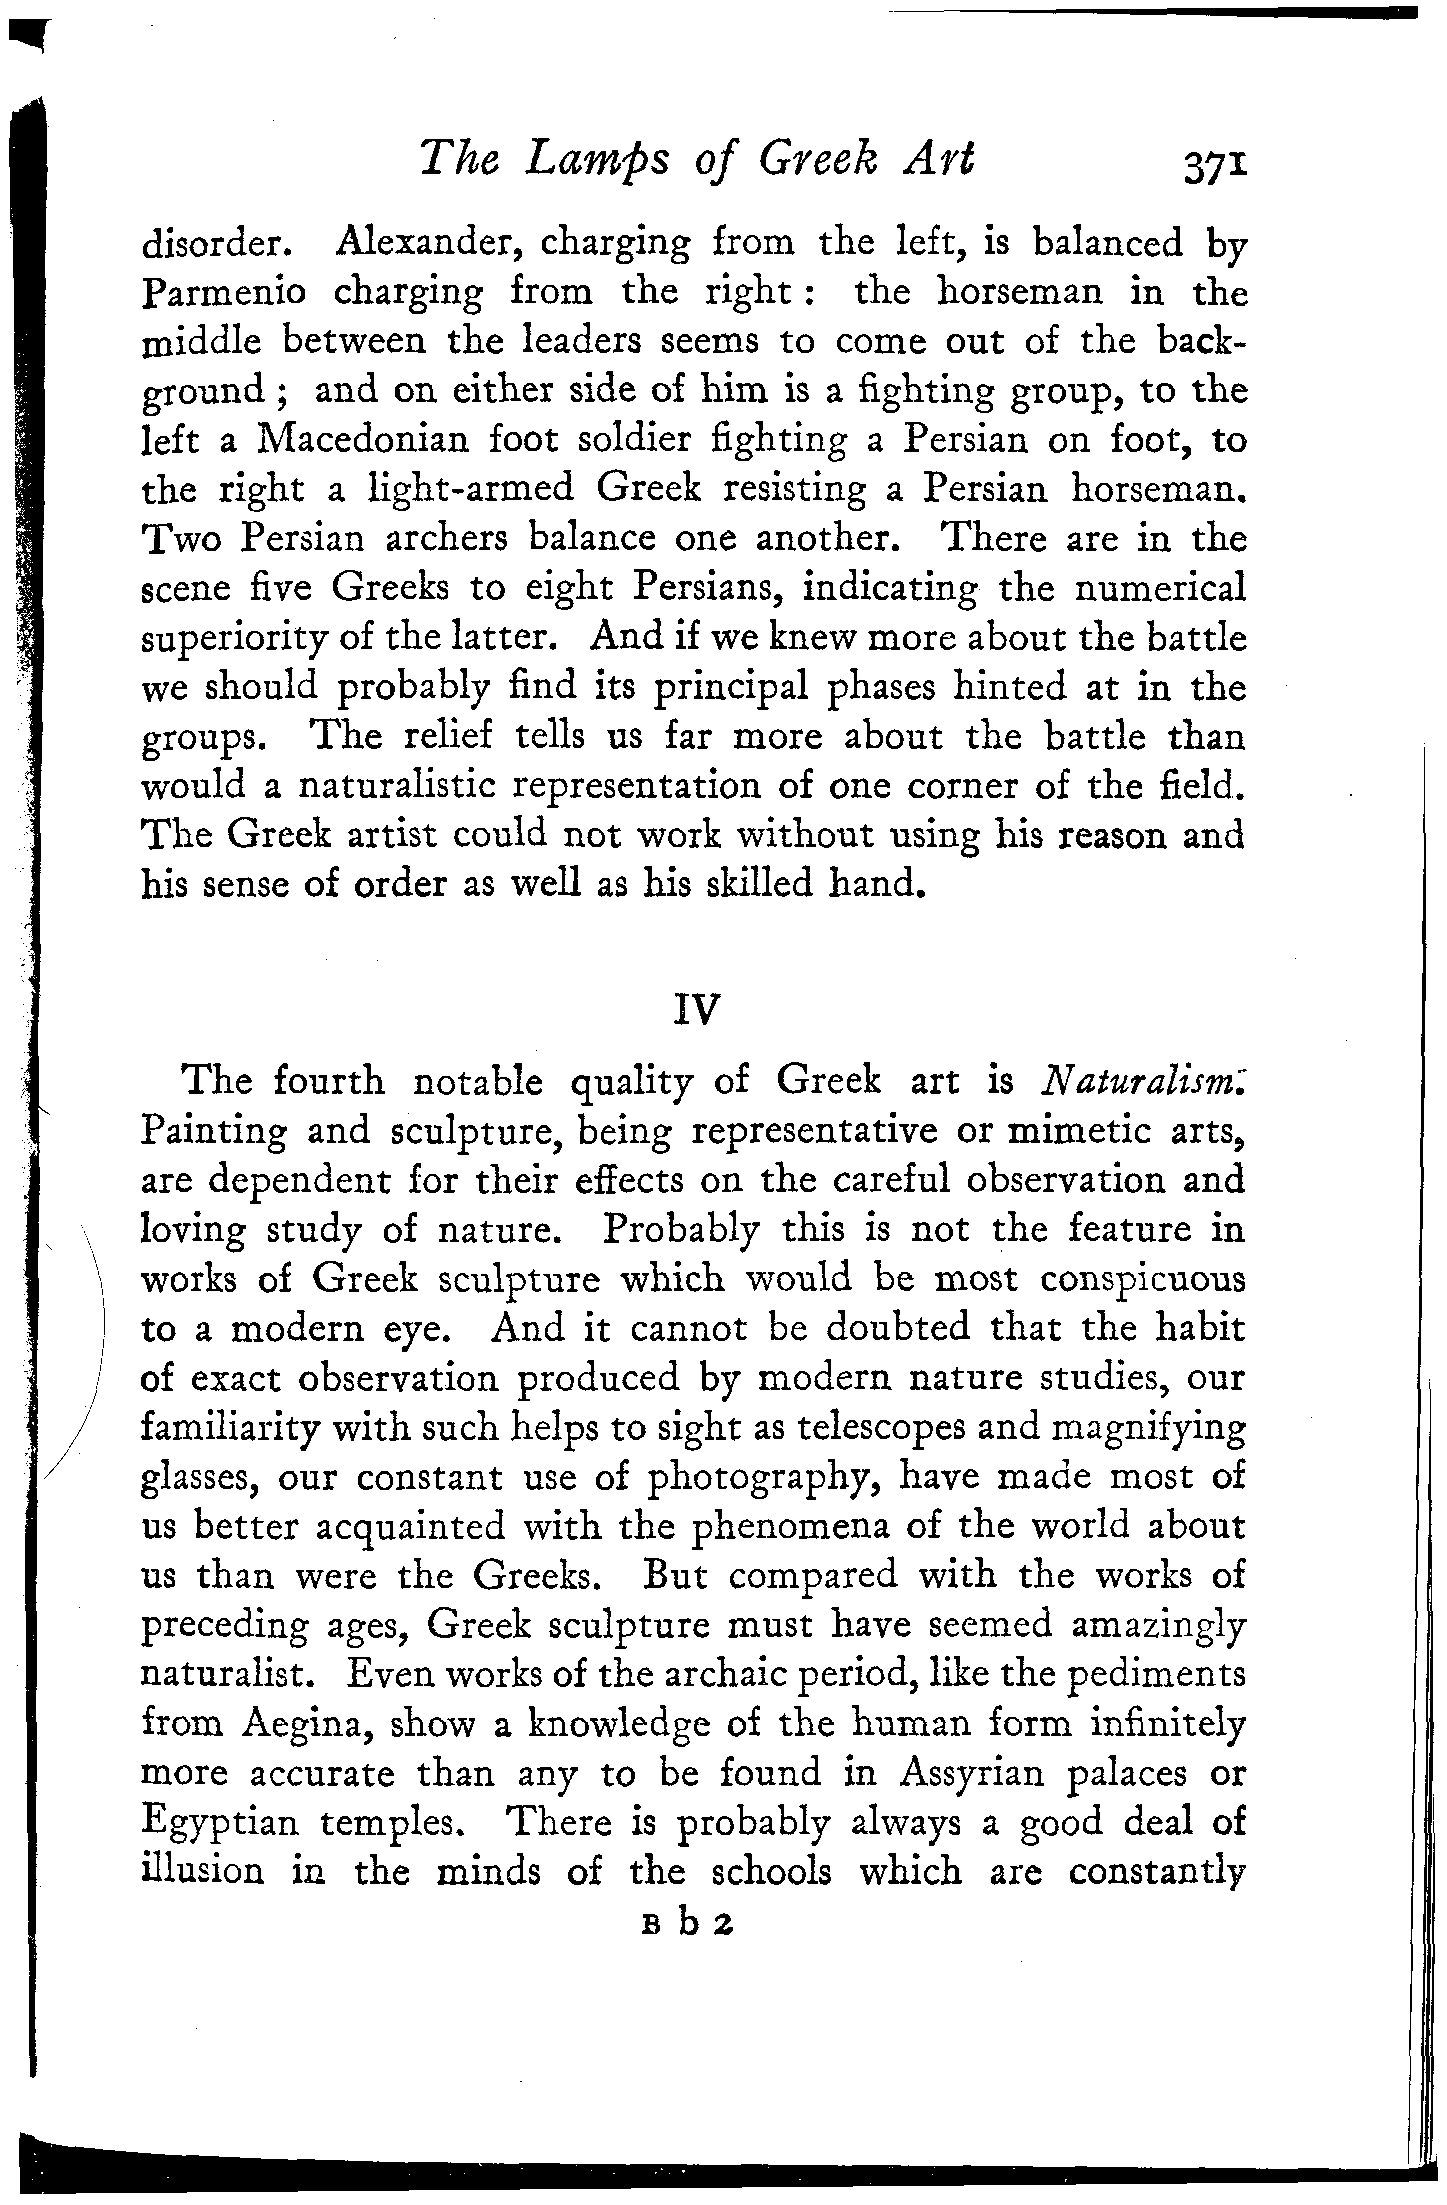 The Lamps of Greek Art 371
disorder. Alexander, charging from the left, is balanced by
Parmenio charging from the right : the horseman in the
middle between the leaders seems to come out of the back-
ground ; and on either side of him is a fighting group, to the
left a Macedonian foot soldier fighting a Persian on foot, to
the right a light-armed Greek resisting a Persian horseman.
Two Persian archers balance one another. There are in the
scene five Greeks to eight Persians, indicating the numerical
superiority of the latter. And if we knew more about the battle
we should probably find its principal phases hinted at in the
groups. The relief tells us far more about the battle than
would a naturalistic representation of one corner of the field.
The Greek artist could not work without using his reason and
his sense of order as well as his skilled hand.
IV
The fourth notable quality of Greek art is Naturalism.
Painting and sculpture, being representative or mimetic arts,
are dependent for their effects on the careful observation and
loving study of nature. Probably this is not the feature in
works of Greek sculpture which would be most conspicuous
to a modern eye. And it cannot be doubted that the habit
of exact observation produced by modern nature studies, our
familiarity with such helps to sight as telescopes and magnifying
glasses, our constant use of photography, have made most of
us better acquainted with the phenomena of the world about
us than were the Greeks. But compared with the works of
preceding ages, Greek sculpture must have seemed amazingly
naturalist. Even works of the archaic period, like the pediments
from Aegina, show a knowledge of the human form infinitely
more accurate than any to be found in Assyrian palaces or
Egyptian temples. There is probably always a good deal of
illusion in the minds of the schools which are constantly
B b 2